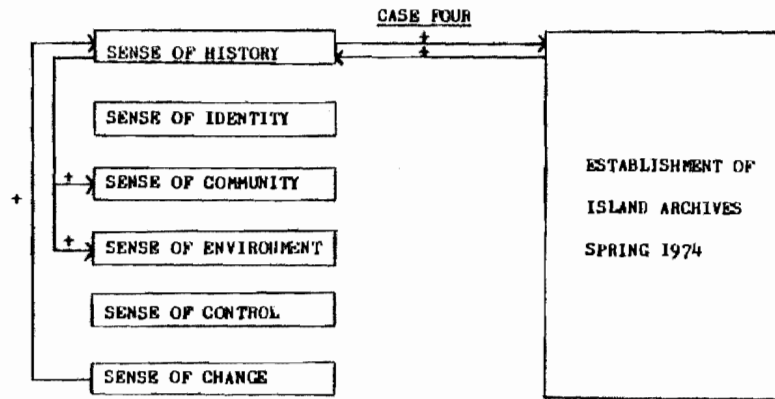 CASE FOUR
+
SENSE OF HISTORY
+
SENSE OF IDENTITY
ESTABLISHMENT OF
+
SENSE OF COMMUNITY
+
ISLAND ARCHIVES
+
SENSE OF ENVIRONMENT
SPRING 1974
SENSE OF CONTROL
SENSE OF CHANGE